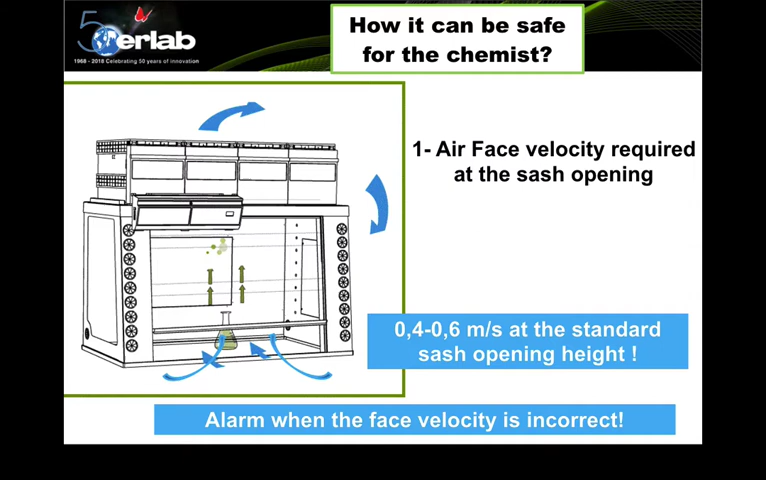 50 erlab
1968 - 2018 Celebrating 50 years of innovation
How it can be safe
for the chemist?
1- Air Face velocity required
at the sash opening
0,4-0,6 m/s at the standard
sash opening height !
Alarm when the face velocity is incorrect!